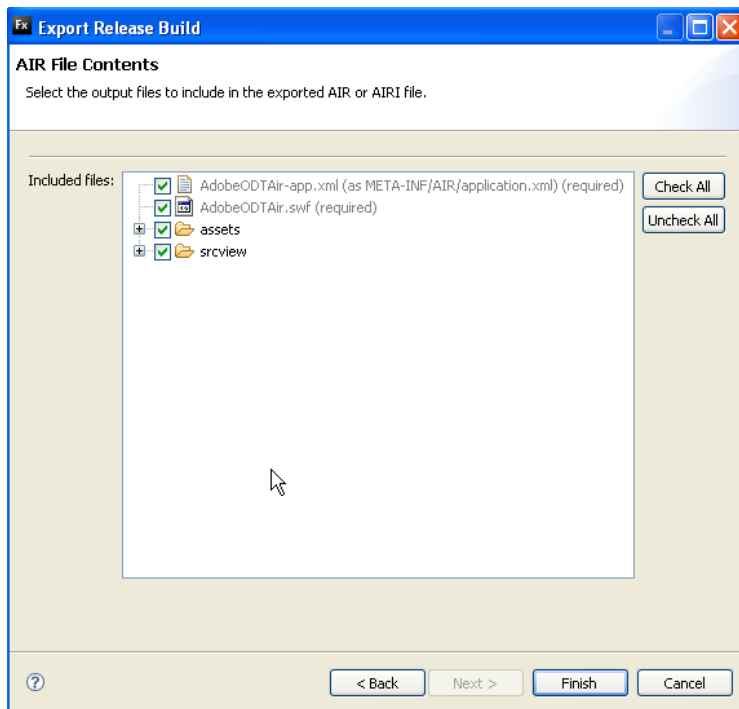 Fx Export Release Build
AIR File Contents
Select the output files to include in the exported AIR or AIRI file.
Included files:
AdobeODTAir-app.xml (as META-INF/AIR/application.xml) (required)
AdobeODTAir.swf (required)
assets
srcview
Check All
Uncheck All
?
< Back
Next >
Finish
Cancel